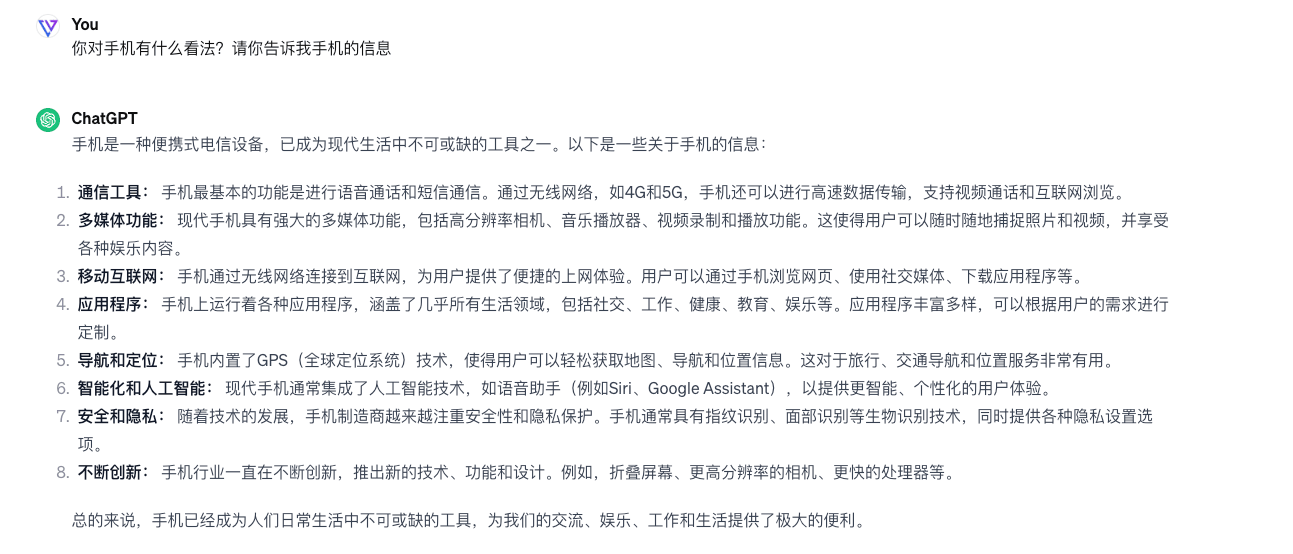 You
你对手机有什么看法？请你告诉我手机的信息
ChatGPT
手机是一种便携式电信设备，已成为现代生活中不可或缺的工具之一。以下是一些关于手机的信息：
1. 通信工具： 手机最基本的功能是进行语音通话和短信通信。通过无线网络，如4G和5G，手机还可以进行高速数据传输，支持视频通话和互联网浏览。
2. 多媒体功能： 现代手机具有强大的多媒体功能，包括高分辨率相机、音乐播放器、视频录制和播放功能。这使得用户可以随时随地捕捉照片和视频，并享受
各种娱乐内容。
3. 移动互联网： 手机通过无线网络连接到互联网，为用户提供了便捷的上网体验。用户可以通过手机浏览网页、使用社交媒体、下载应用程序等。
4. 应用程序： 手机上运行着各种应用程序，涵盖了几乎所有生活领域，包括社交、工作、健康、教育、娱乐等。应用程序丰富多样，可以根据用户的需求进行
定制。
5. 导航和定位： 手机内置了GPS（全球定位系统）技术，使得用户可以轻松获取地图、导航和位置信息。这对于旅行、交通导航和位置服务非常有用。
6. 智能化和人工智能： 现代手机通常集成了人工智能技术，如语音助手（例如Siri、Google Assistant），以提供更智能、个性化的用户体验。
7. 安全和隐私： 随着技术的发展，手机制造商越来越注重安全性和隐私保护。手机通常具有指纹识别、面部识别等生物识别技术，同时提供各种隐私设置选
项。
8. 不断创新： 手机行业一直在不断创新，推出新的技术、功能和设计。例如，折叠屏幕、更高分辨率的相机、更快的处理器等。
总的来说，手机已经成为人们日常生活中不可或缺的工具，为我们的交流、娱乐、工作和生活提供了极大的便利。